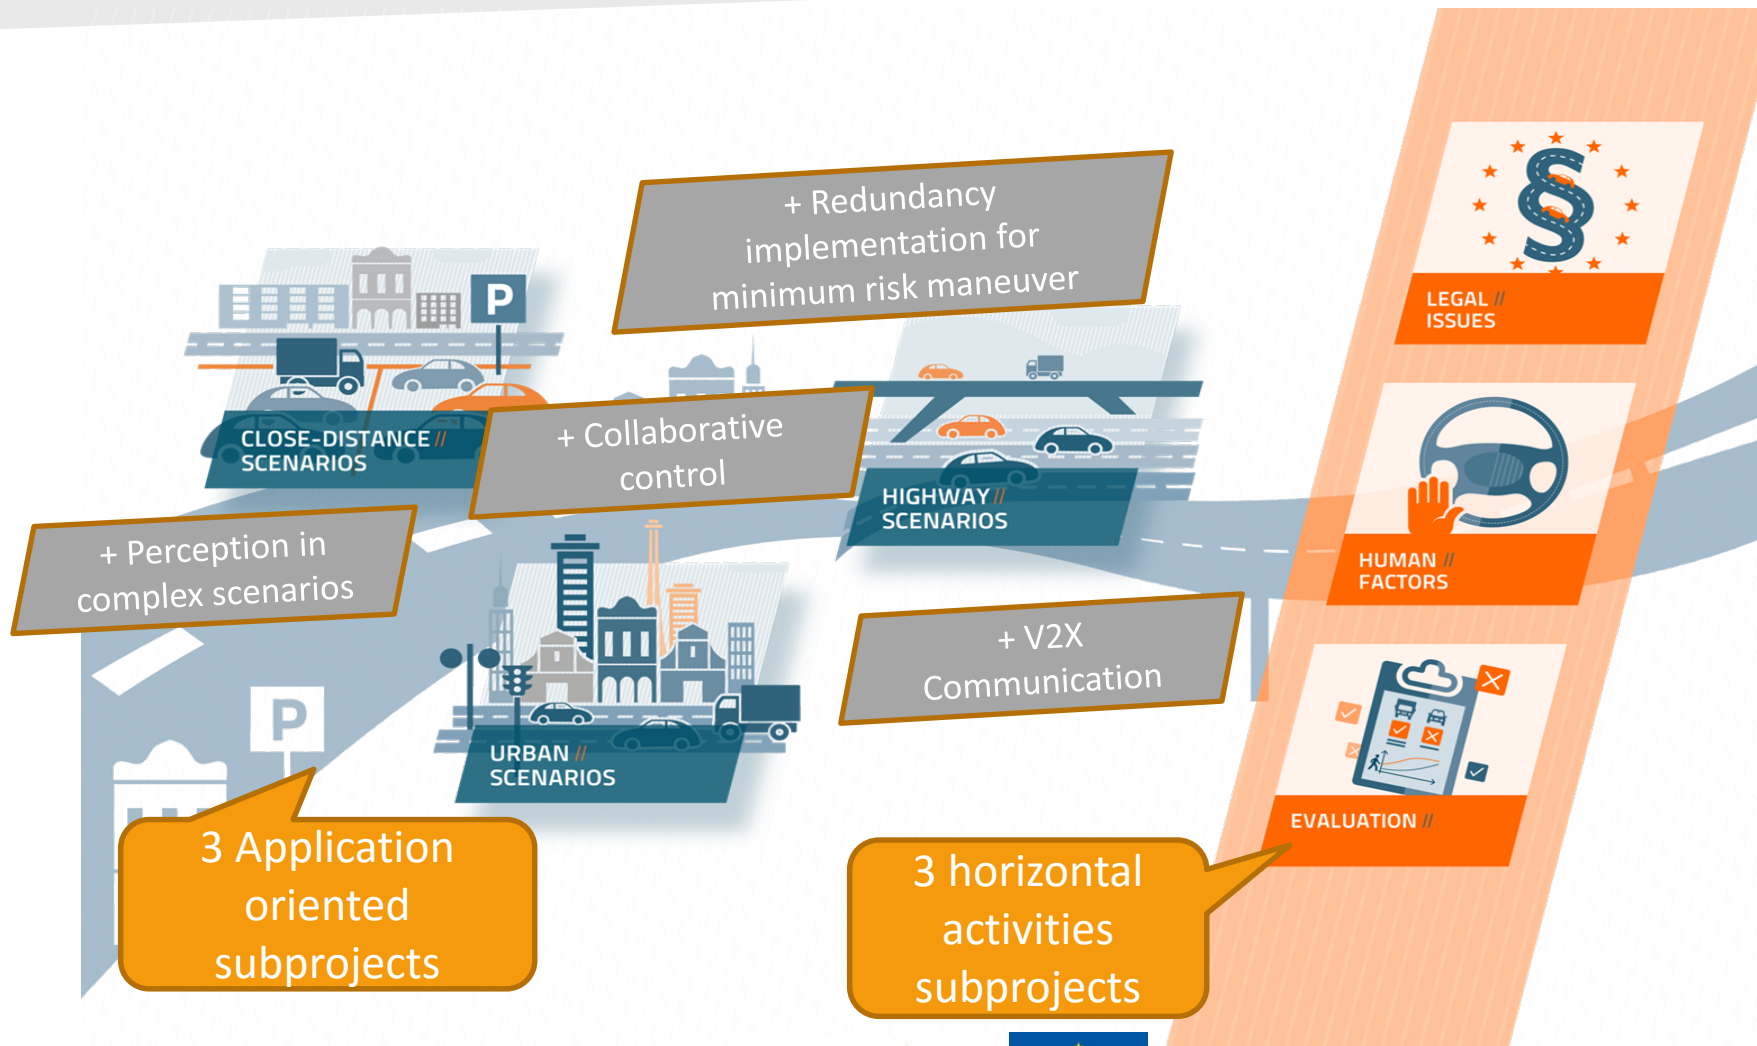 + Redundancy
implementation for
minimum risk maneuver
P
CLOSE-DISTANCE //
SCENARIOS
+ Collaborative
control
HIGHWAY //
SCENARIOS
+ Perception in
complex scenarios
URBAN //
SCENARIOS
+ V2X
Communication
P
3 Application
oriented
subprojects
3 horizontal
activities
subprojects
§
LEGAL //
ISSUES
HUMAN //
FACTORS
EVALUATION //